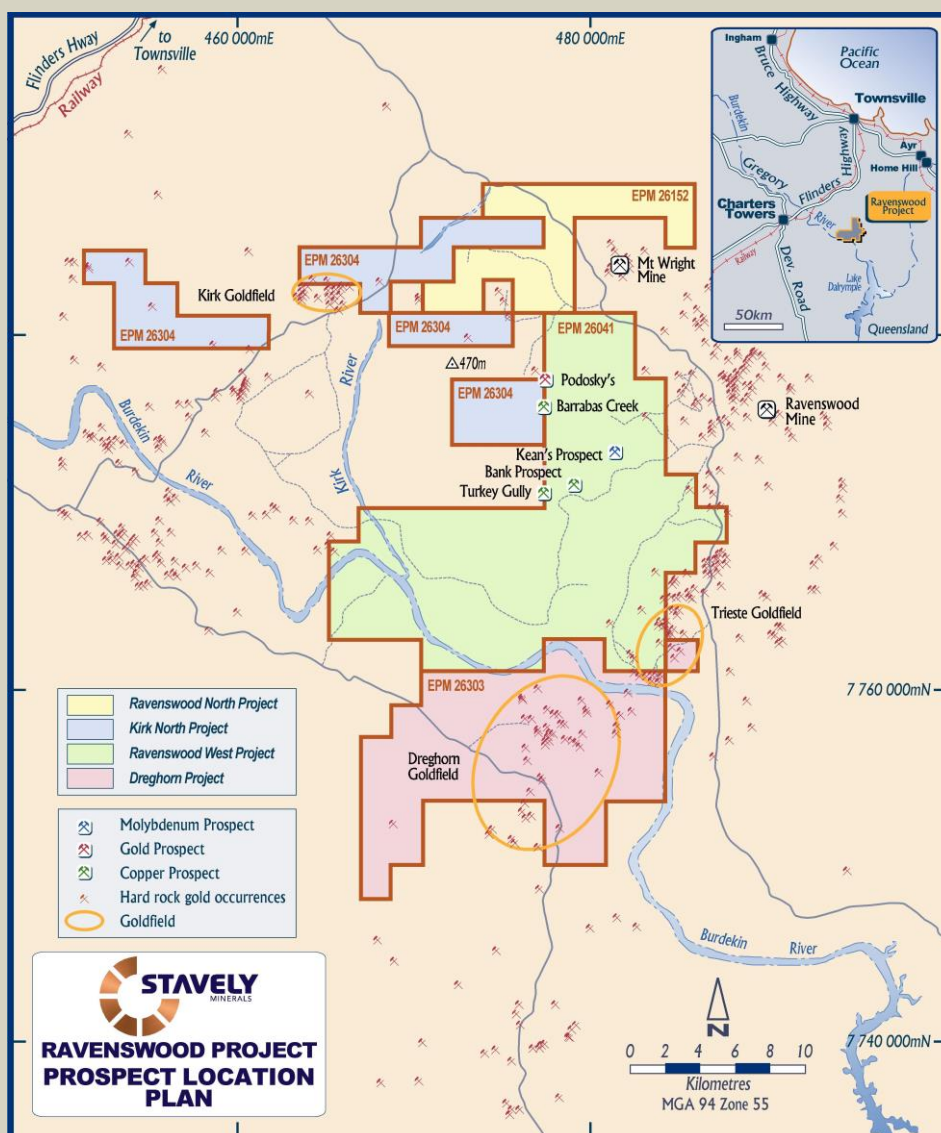 Flinders Hway
Railway
to
Townsville
460 000mE
480 000mE
Ingham
Bruce Highway
Pacific
Ocean
Burdekin
Townsville
Gregory
Flinders Highway
Ayr
Home Hill
Charters
Towers
River
Ravenswood
Project
Railway
Dev.
Road
Lake
Dalrymple
50km
Queensland
EPM 26152
EPM 26304
Mt Wright
Mine
Kirk Goldfield
EPM 26304
EPM 26304
EPM 26041
470m
EPM 26304
Podosky's
Barrabas Creek
Ravenswood
Mine
Kean's Prospect
Bank Prospect
Turkey Gully
Burdekin
River
Kirk
River
Trieste Goldfield
EPM 26303
7 760 000mN
Dreghorn
Goldfield
Ravenswood North Project
Kirk North Project
Ravenswood West Project
Dreghorn Project
Molybdenum Prospect
Gold Prospect
Copper Prospect
Hard rock gold occurrences
Goldfield
Burdekin
River
STAVELY
MINERALS
RAVENSWOOD PROJECT
PROSPECT LOCATION
PLAN
N
0 2 4 6 8 10
Kilometres
MGA 94 Zone 55
7 740 000mN